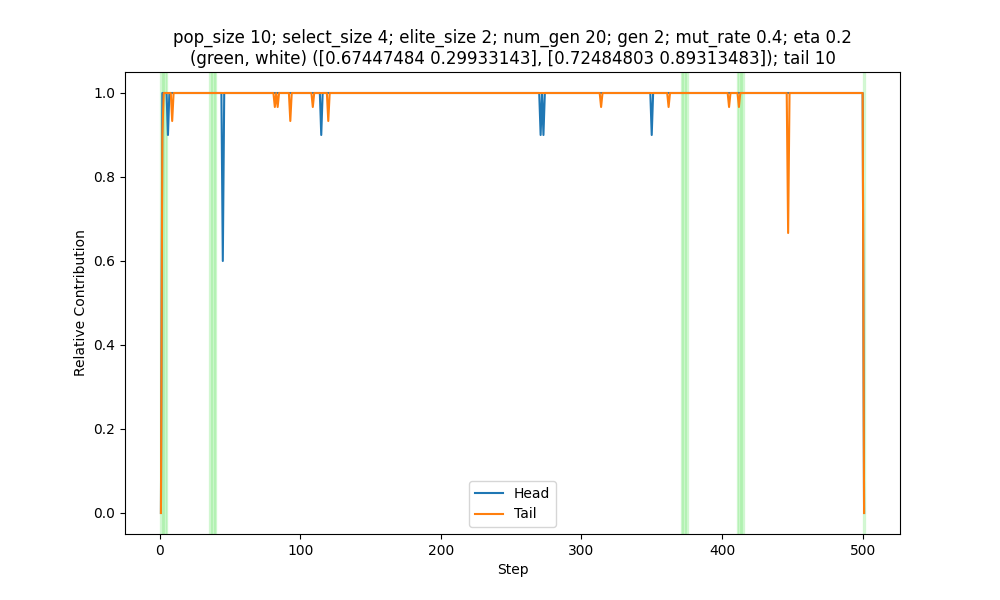 pop_size 10; select_size 4; elite_size 2; num_gen 20; gen 2; mut_rate 0.4; eta 0.2
(green, white) ([0.67447484 0.29933143], [0.72484803 0.89313483]); tail 10
1.0
0.8
0.6
0.4
0.2
0.0
Relative Contribution
Head
Tail
0 100 200 300 400 500
Step